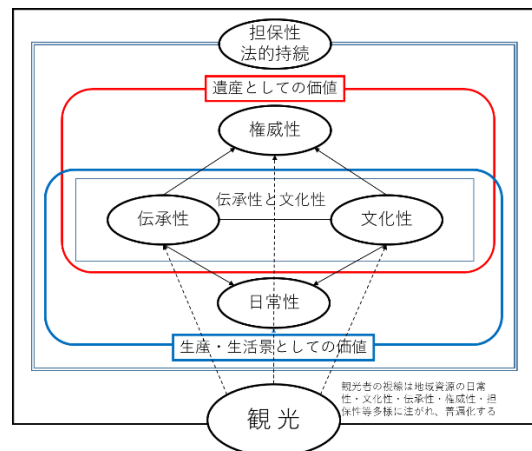 担保性
法的持続
遺産としての価値
権威性
伝承性と文化性
伝承性
文化性
日常性
生産・生活景としての価値
観光者の視線は地域資源の日常
性・文化性・伝承性・権威性・担
保性等多様に注がれ、普遍化する
観光